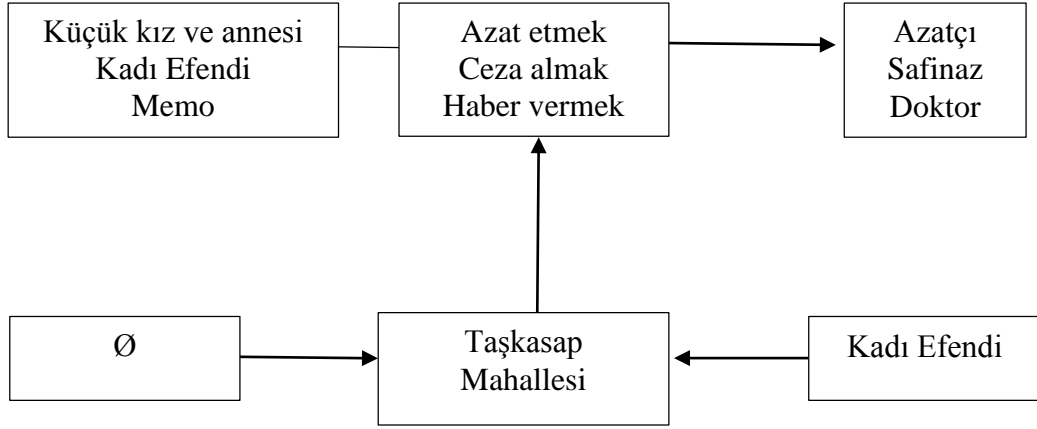 Küçük kız ve annesi
Kadı Efendi
Memo
Azat etmek
Ceza almak
Haber vermek
Azatçı
Safinaz
Doktor
Ø
Taşkasap
Mahallesi
Kadı Efendi